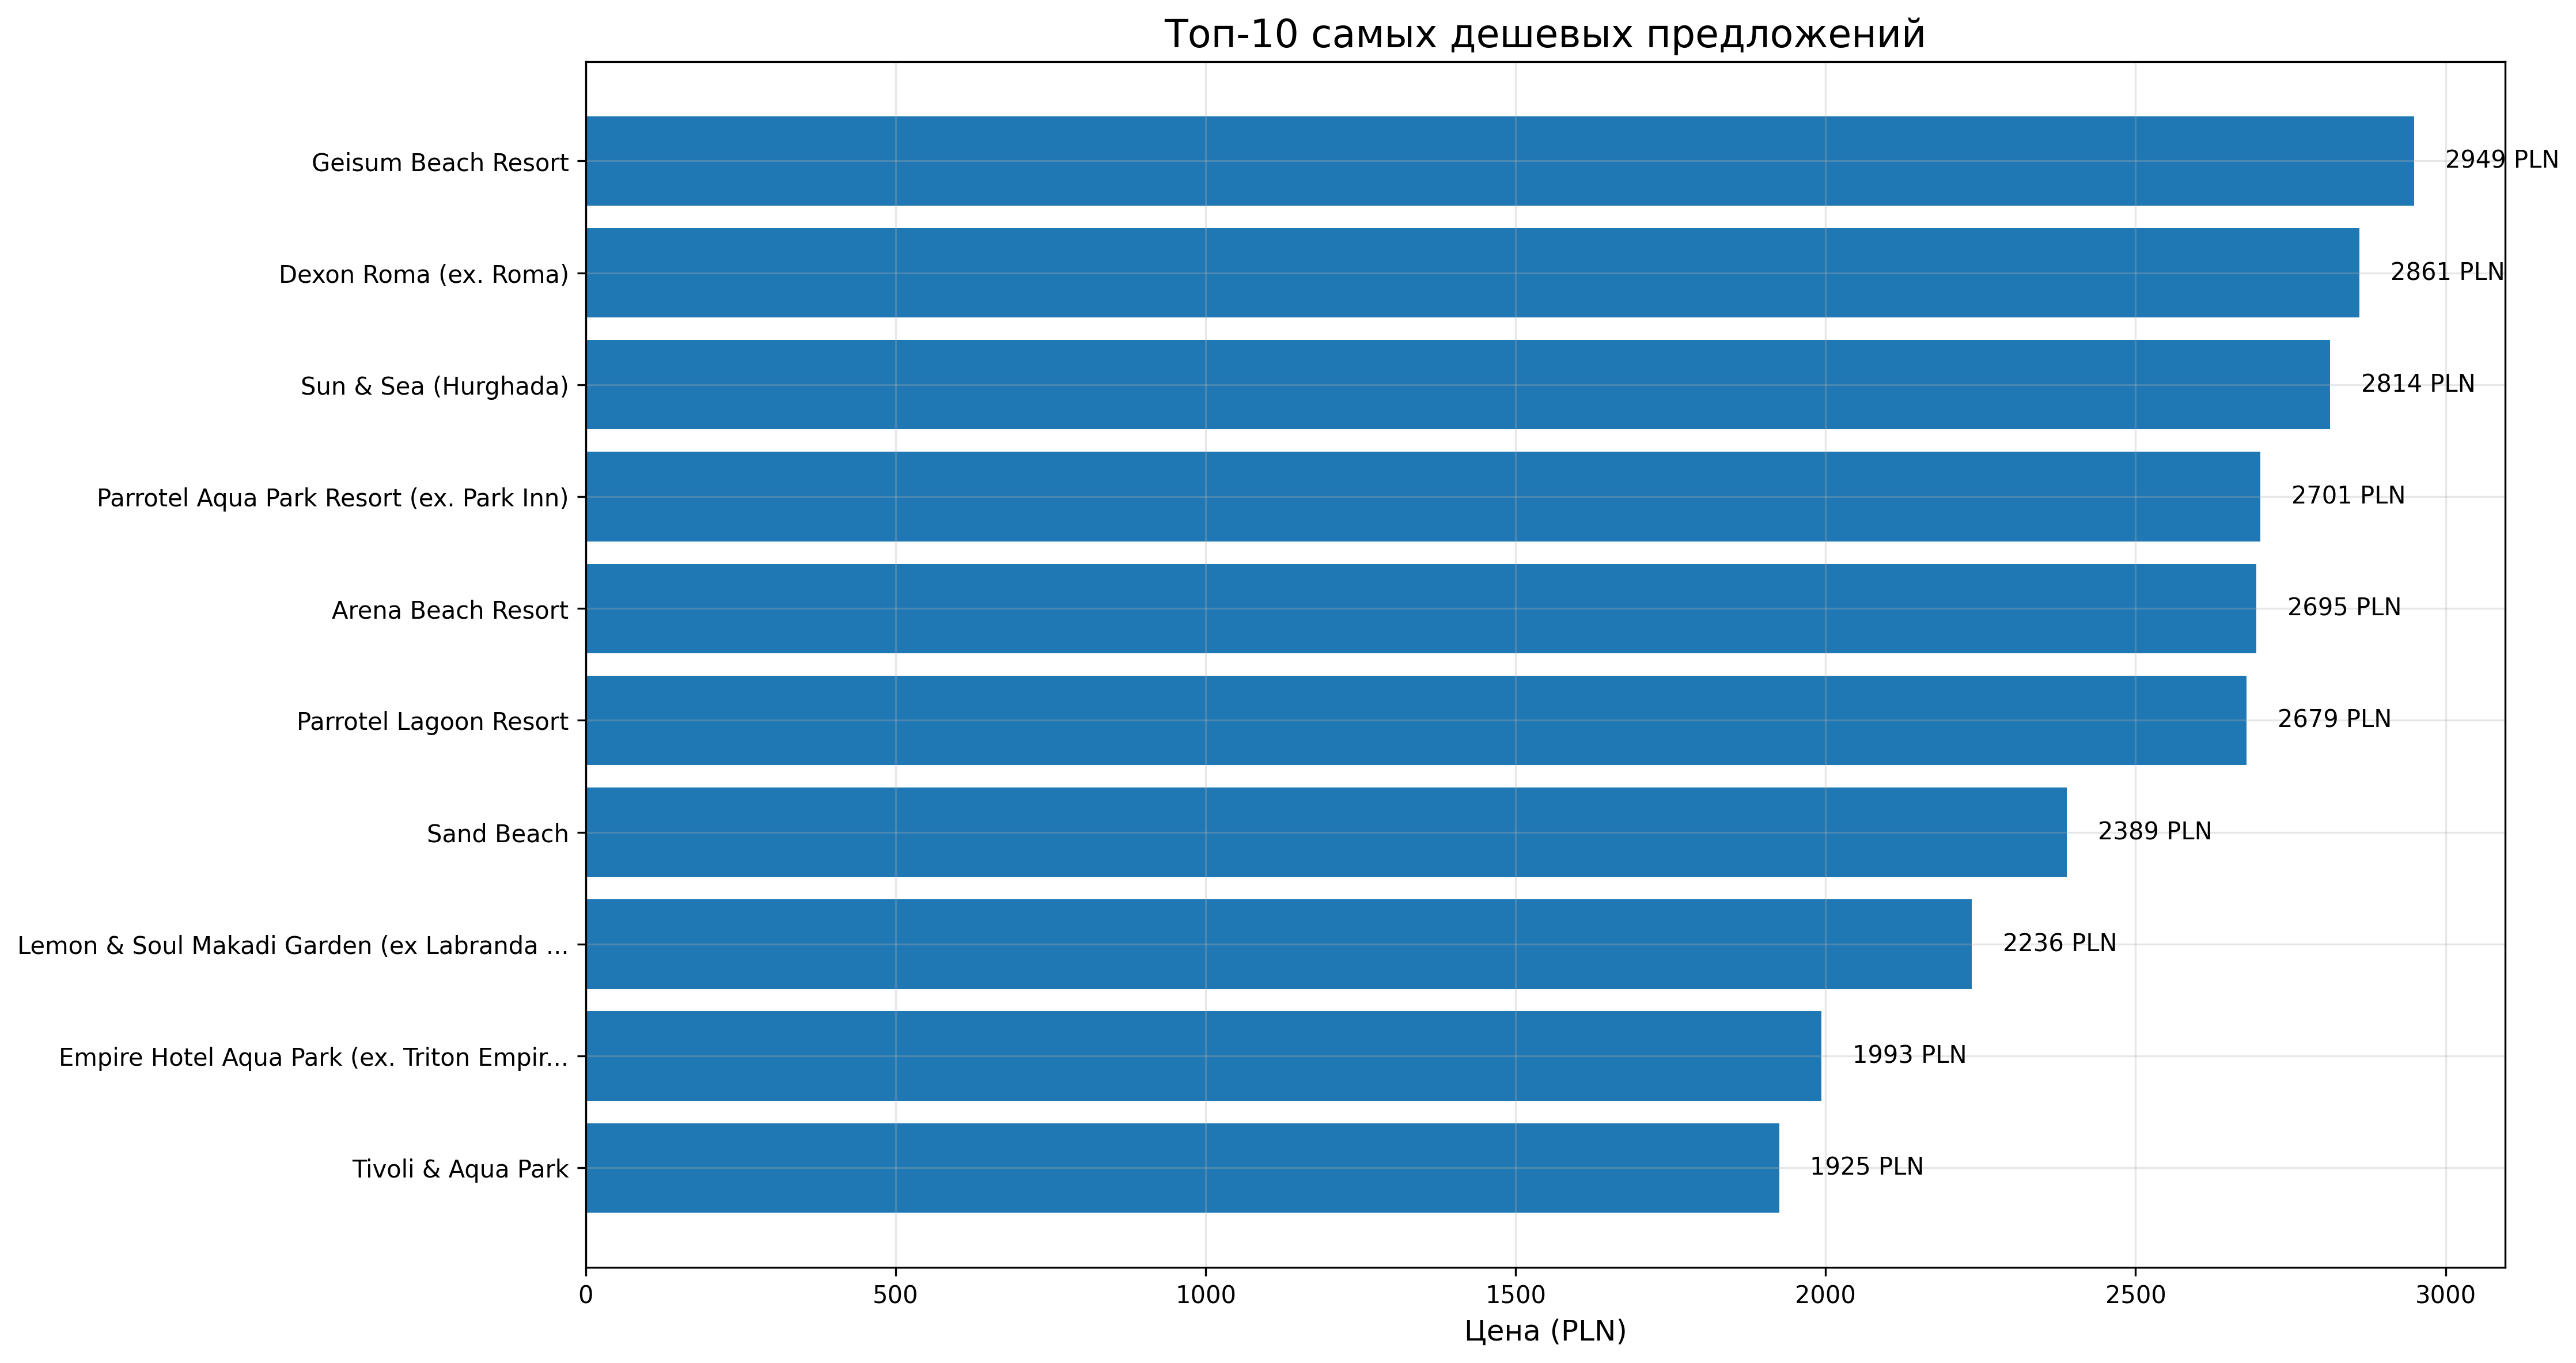 Топ-10 самых дешевых предложений
Geisum Beach Resort
2949 PLN
Dexon Roma (ex. Roma)
2861 PLN
Sun & Sea (Hurghada)
2814 PLN
Parrotel Aqua Park Resort (ex. Park Inn)
2701 PLN
Arena Beach Resort
2695 PLN
Parrotel Lagoon Resort
2679 PLN
Sand Beach
2389 PLN
Lemon & Soul Makadi Garden (ex Labranda ...
2236 PLN
Empire Hotel Aqua Park (ex. Triton Empir...
1993 PLN
Tivoli & Aqua Park
1925 PLN
0 500 1000 1500 2000 2500 3000
Цена (PLN)